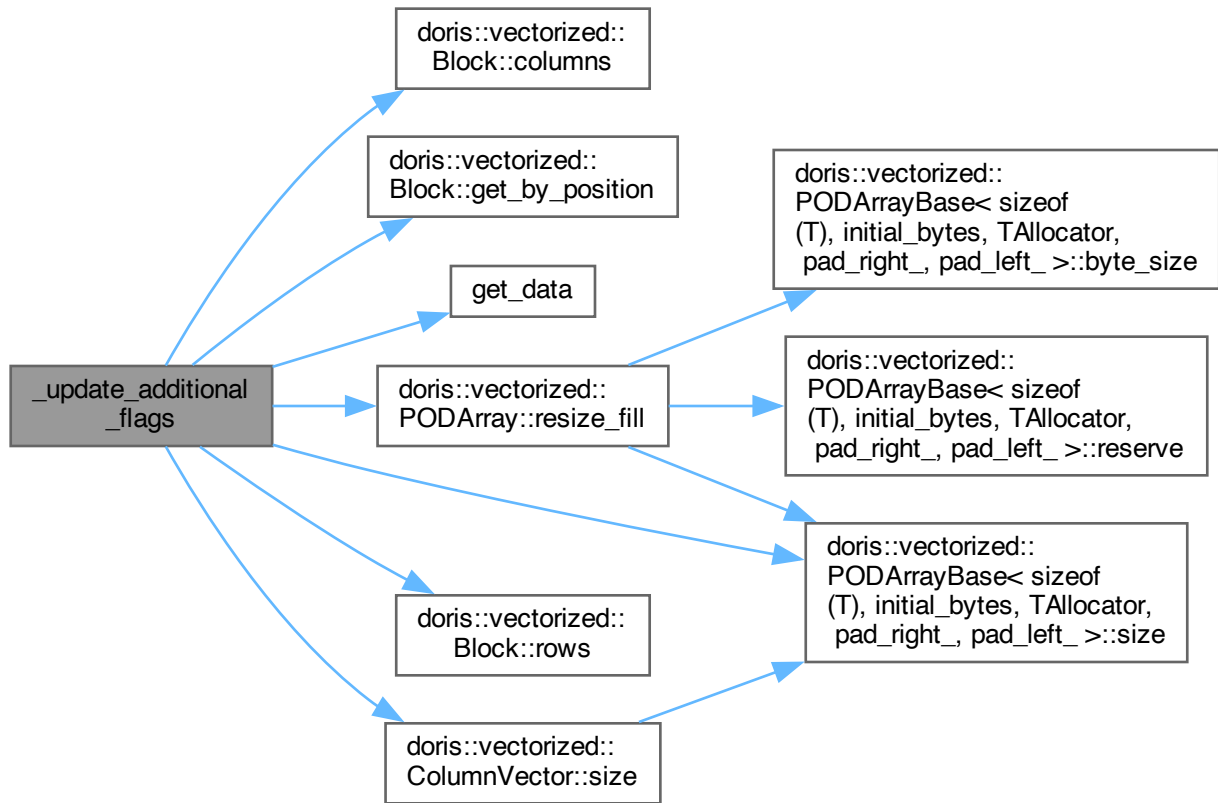 _update_additional
_flags
doris::vectorized::
Block::columns
doris::vectorized::
Block::get_by_position
get_data
doris::vectorized::
PODArray::resize_fill
doris::vectorized::
Block::rows
doris::vectorized::
ColumnVector::size
doris::vectorized::
PODArrayBase< sizeof
(T), initial_bytes, TAllocator,
pad_right_, pad_left_ >::byte_size
doris::vectorized::
PODArrayBase< sizeof
(T), initial_bytes, TAllocator,
pad_right_, pad_left_ >::reserve
doris::vectorized::
PODArrayBase< sizeof
(T), initial_bytes, TAllocator,
pad_right_, pad_left_ >::size